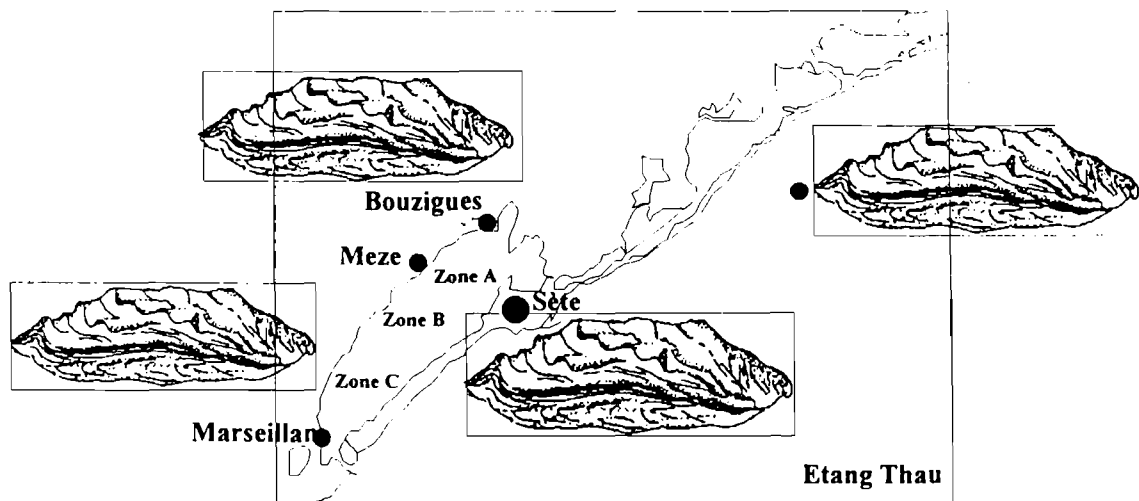 Bouzigues
Meze
Zone A
Sète
Zone B
Zone C
Marseillan
Etang Thau